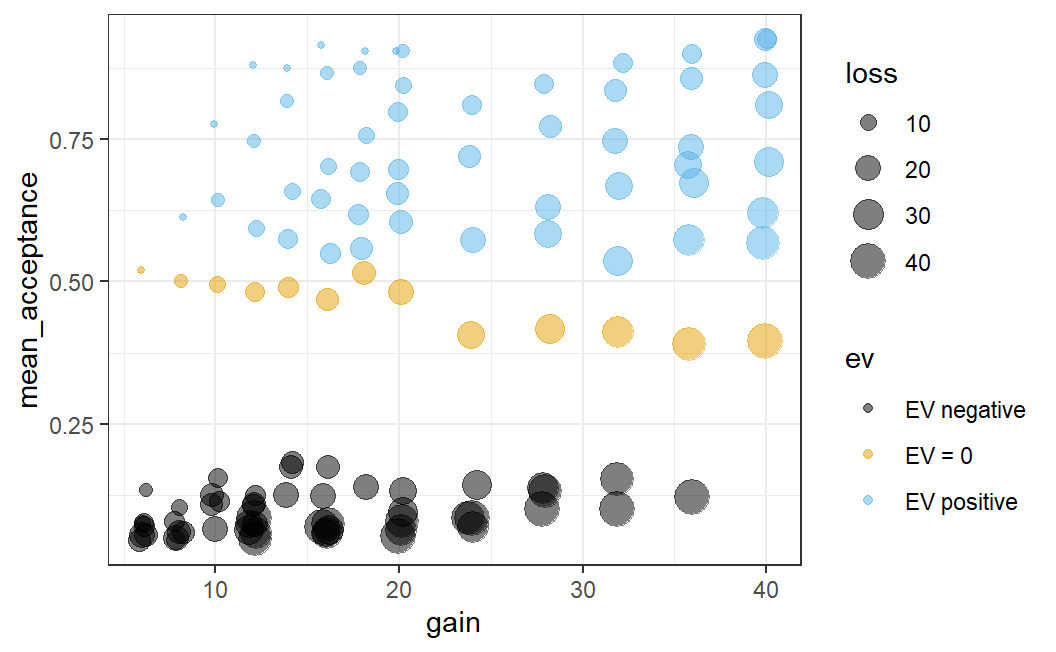 mean_acceptance
0.75
0.50
0.25
10
20
30
40
gain
loss
10
20
30
40
ev
EV negative
EV = 0
EV positive